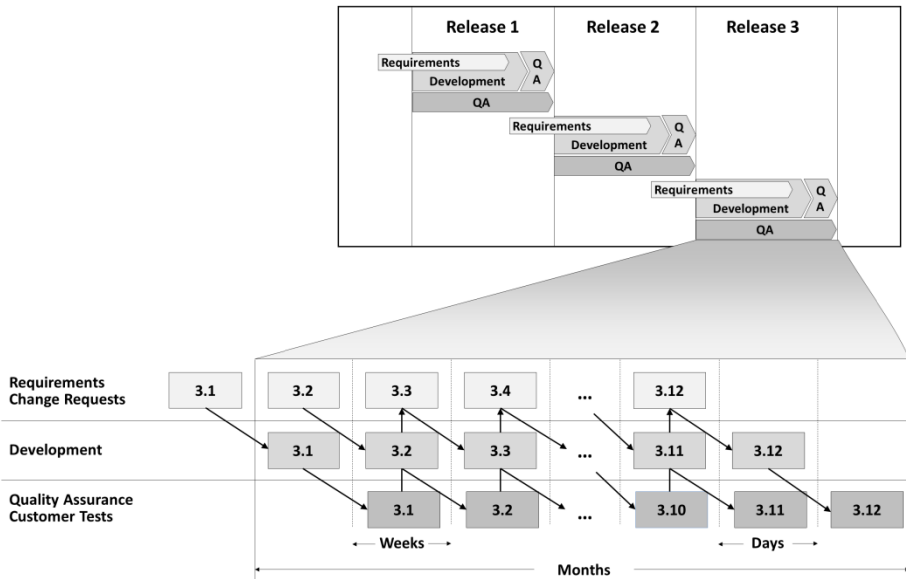 Release 1 Release 2 Release 3
Requirements
Development
Q
A
QA
Requirements
Development
Q
A
QA
Requirements
Development
Q
A
QA
Requirements
Change Requests
3.1 3.2 3.3 3.4 ... 3.12
Development
3.1 3.2 3.3 ... 3.11 3.12
Quality Assurance
Customer Tests
3.1 3.2 ... 3.10 3.11 3.12
Weeks Days
Months